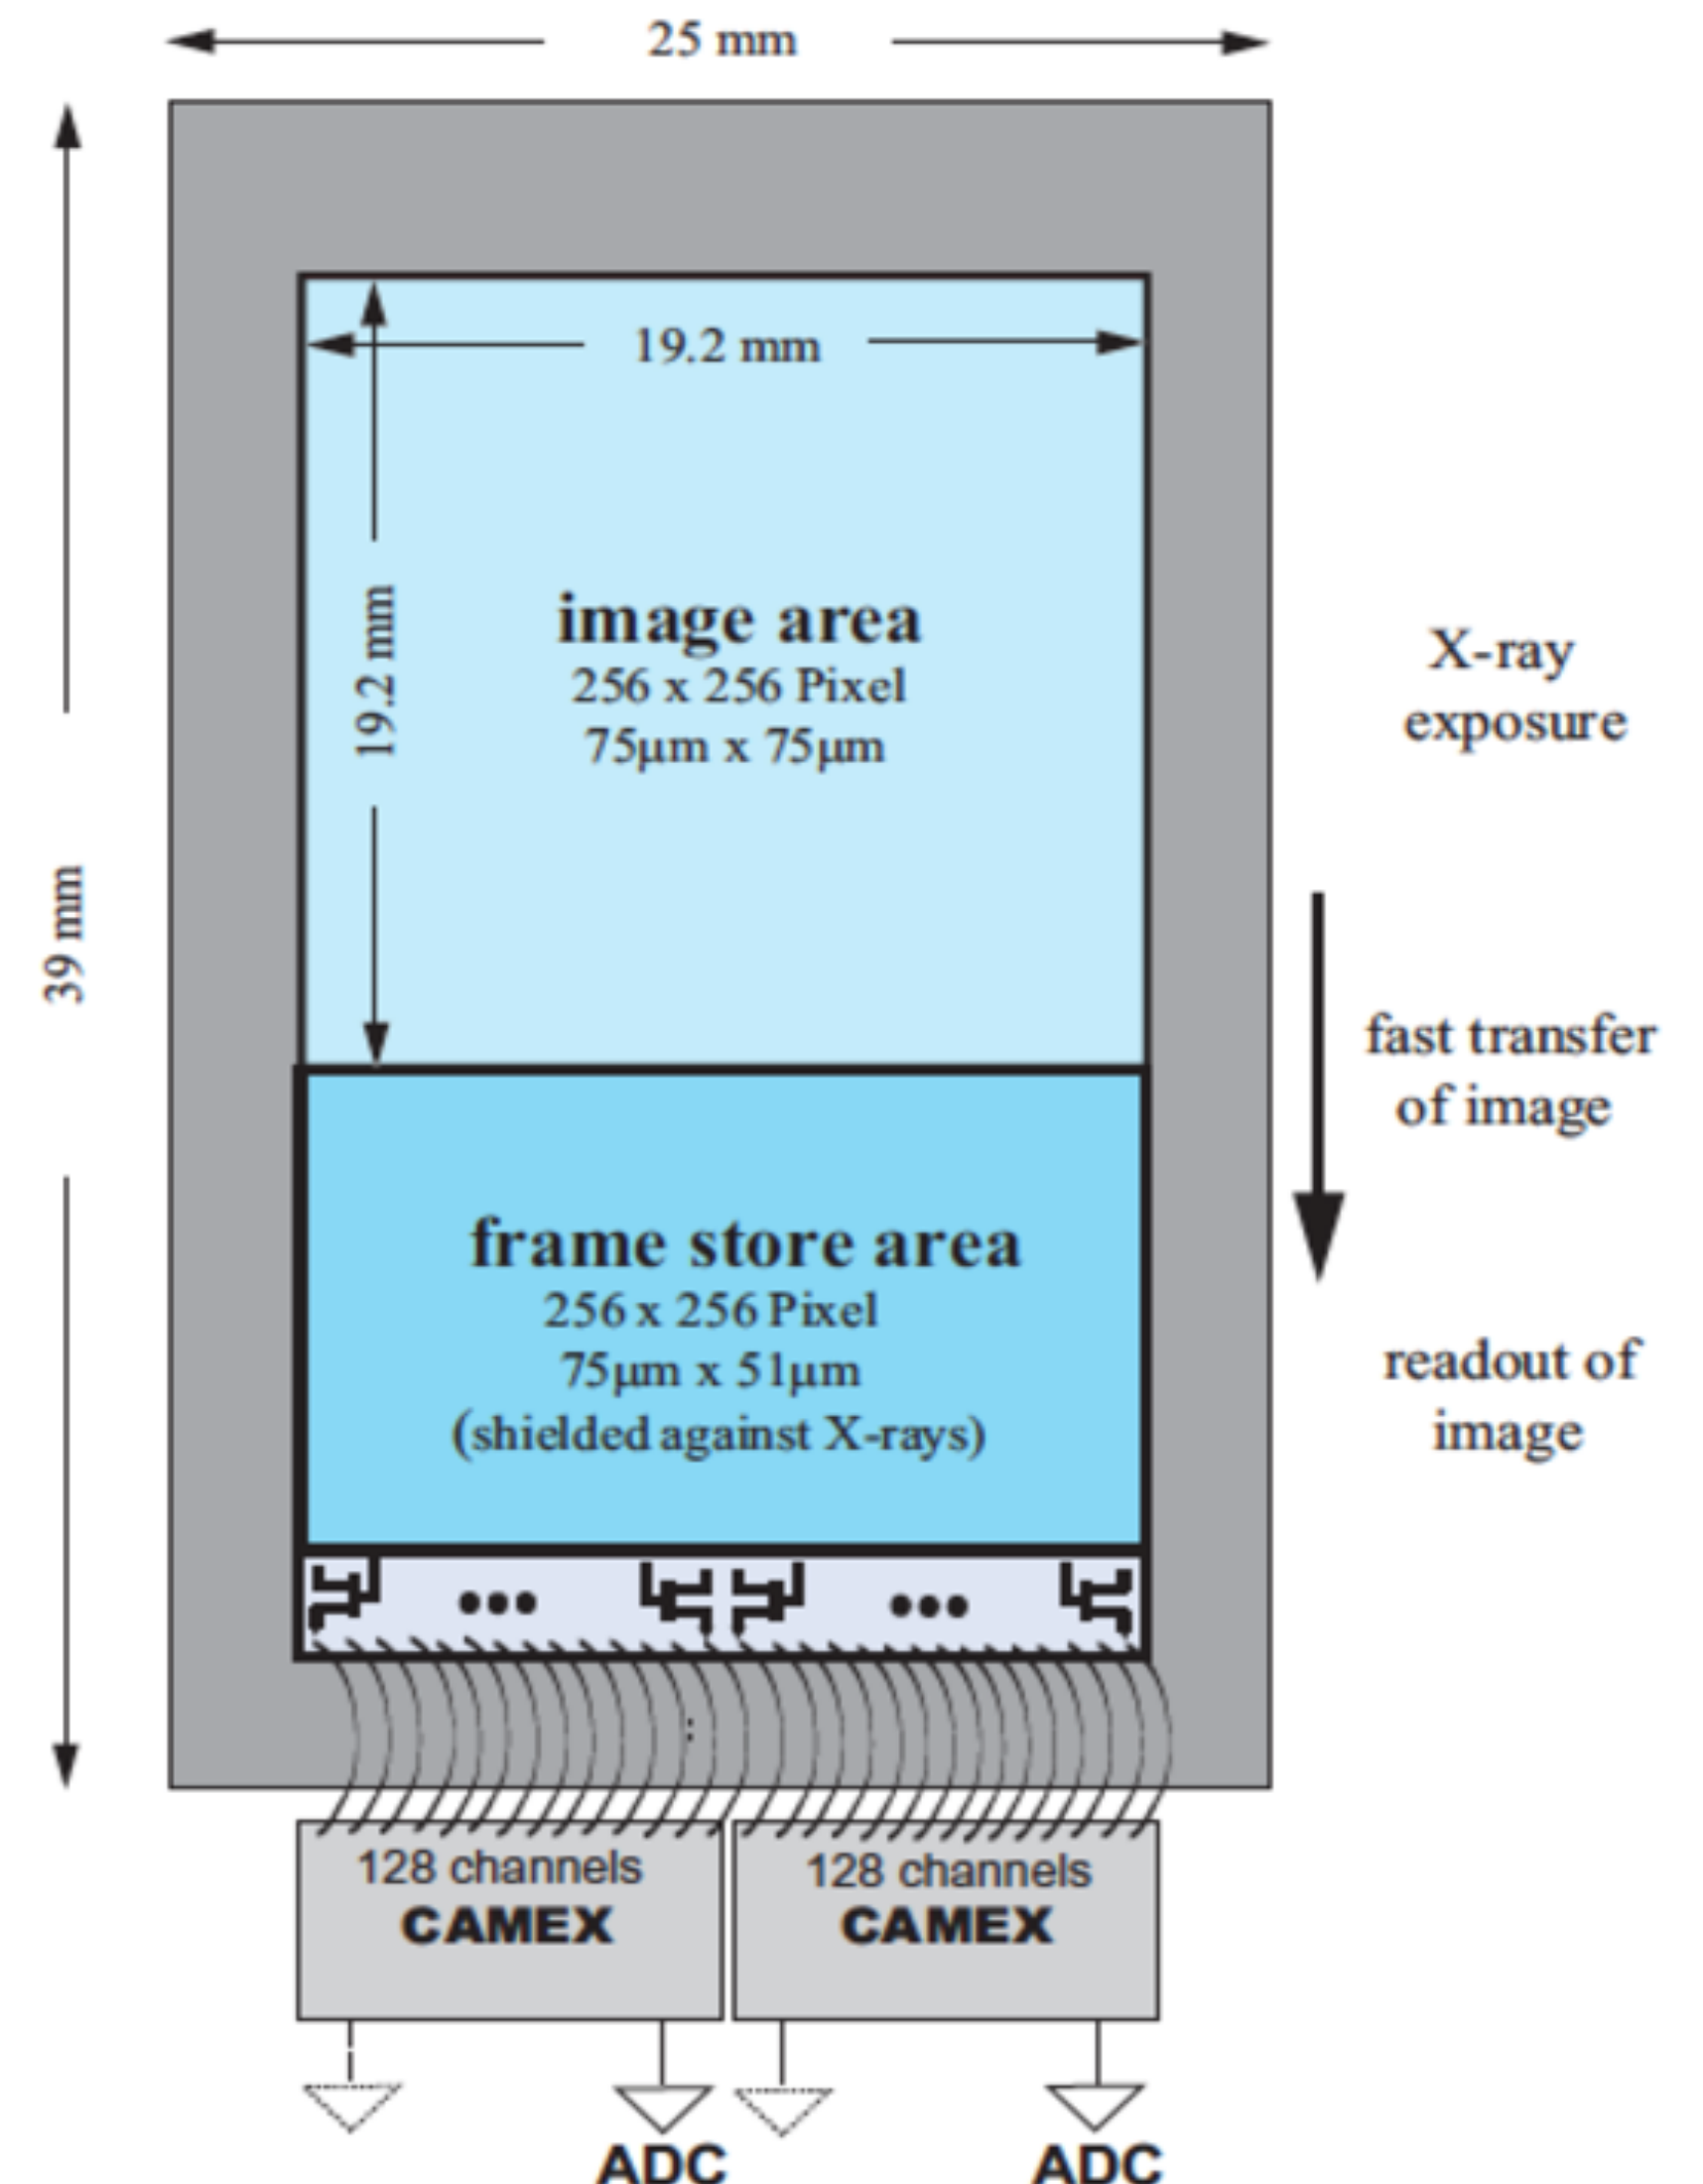 25 mm
19.2 mm
19.2 mm
image area
256 x 256 Pixel
75µm x 75µm
X-ray
exposure
39 mm
fast transfer
of image
frame store area
256 x 256 Pixel
75µm x 51µm
(shielded against X-rays)
readout of
image
128 channels
CAMEX
128 channels
CAMEX
ADC
ADC